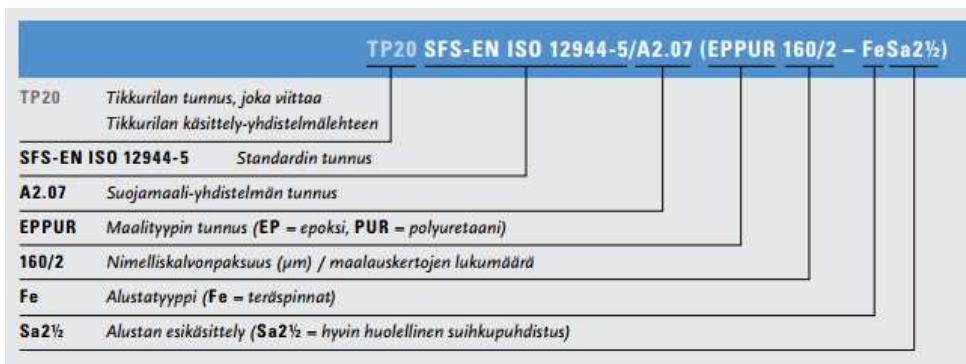 TP20 SFS-EN ISO 12944-5/A2.07 (EPPUR 160/2 – FeSa2½)
TP20 Tikkurilan tunnus, joka viittaa
Tikkurilan käsittely-yhdistelmälehteen
SFS-EN ISO 12944-5 Standardin tunnus
A2.07 Suojamaali-yhdistelmän tunnus
EPPUR Maalityypin tunnus (EP = epoksi, PUR = polyuretaani)
160/2 Nimelliskalvonpaksuus (µm) / maalauskertojen lukumäärä
Fe Alustatyyppi (Fe = teräspinnat)
Sa2½ Alustan esikäsittely (Sa2½ = hyvin huolellinen suihkupuhdistus)